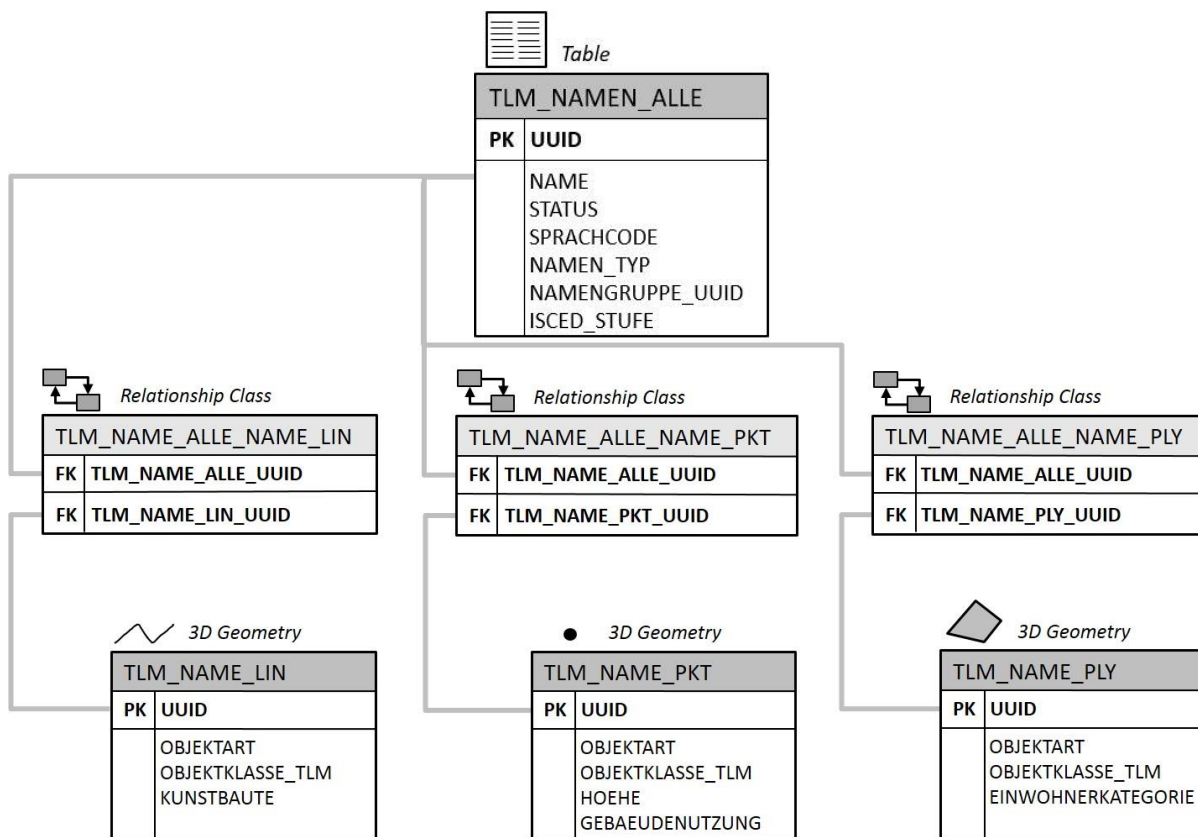 Table
TLM_NAMEN_ALLE
PK UUID
NAME
STATUS
SPRACHCODE
NAMEN_TYP
NAMENGRUPPE_UUID
ISCED_STUFE
Relationship Class
TLM_NAME_ALLE_NAME_LIN
FK TLM_NAME_ALLE_UUID
FK TLM_NAME_LIN_UUID
Relationship Class
TLM_NAME_ALLE_NAME_PKT
FK TLM_NAME_ALLE_UUID
FK TLM_NAME_PKT_UUID
Relationship Class
TLM_NAME_ALLE_NAME_PLY
FK TLM_NAME_ALLE_UUID
FK TLM_NAME_PLY_UUID
3D Geometry
TLM_NAME_LIN
PK UUID
OBJEKTART
OBJEKTKLASSE_TLM
KUNSTBAUTE
3D Geometry
TLM_NAME_PKT
PK UUID
OBJEKTART
OBJEKTKLASSE_TLM
HOEHE
GEBAEUDENUTZUNG
3D Geometry
TLM_NAME_PLY
PK UUID
OBJEKTART
OBJEKTKLASSE_TLM
EINWOHNERKATEGORIE